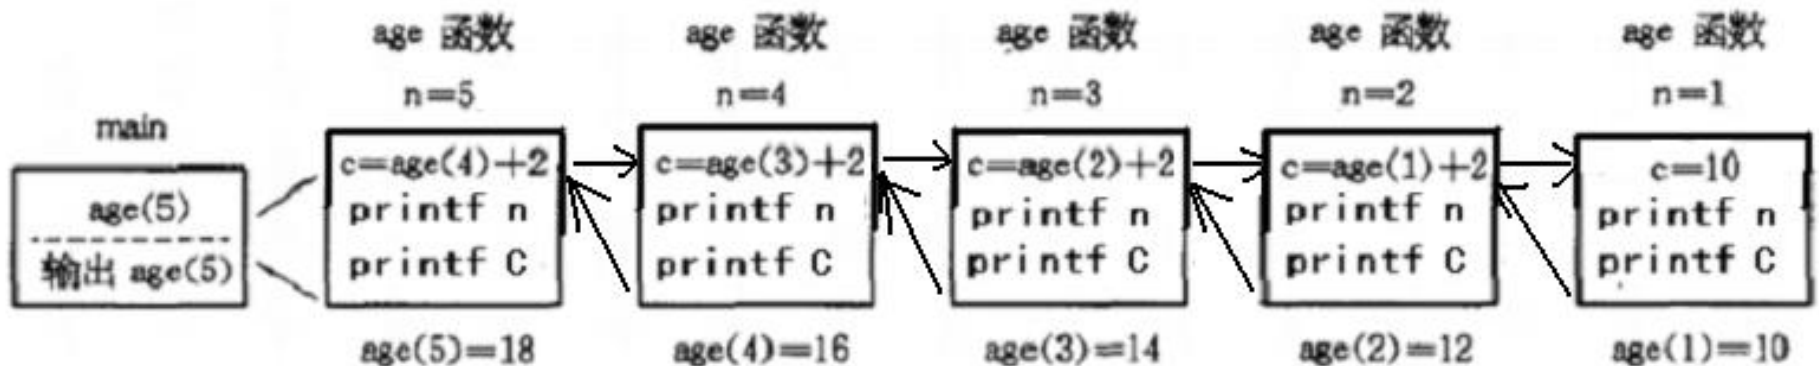 age 函数
age 函数
age 函数
age 函数
age 函数
n=5
n=4
n=3
n=2
n=1
main
age(5)
输出 age(5)
c=age(4)+2
printf n
printf C
c=age(3)+2
printf n
printf C
c=age(2)+2
printf n
printf C
c=age(1)+2
printf n
printf C
c=10
printf n
printf C
age(5)=18
age(4)=16
age(3)=14
age(2)=12
age(1)=10